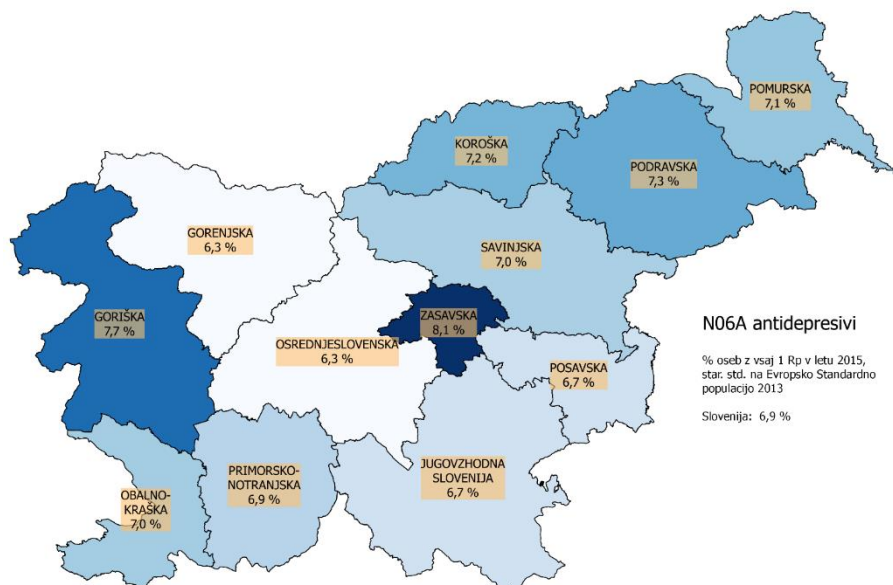 POMURSKA
7,1 %
KOROŠKA
7,2 %
PODRAVSKA
7,3 %
GORENJSKA
6,3 %
SAVINJSKA
7,0 %
GORIŠKA
7,7 %
ZASAVSKA
8,1 %
OSREDNJESLOVENSKA
6,3 %
POSAVSKA
6,7 %
N06A antidepresivi
% oseb z vsaj 1 Rp v letu 2015,
star. std. na Evropsko Standardno
populacijo 2013
Slovenija: 6,9 %
OBALNO-
KRAŠKA
7,0 %
PRIMORSKO-
NOTRANJSKA
6,9 %
JUGOVZHODNA
SLOVENIJA
6,7 %